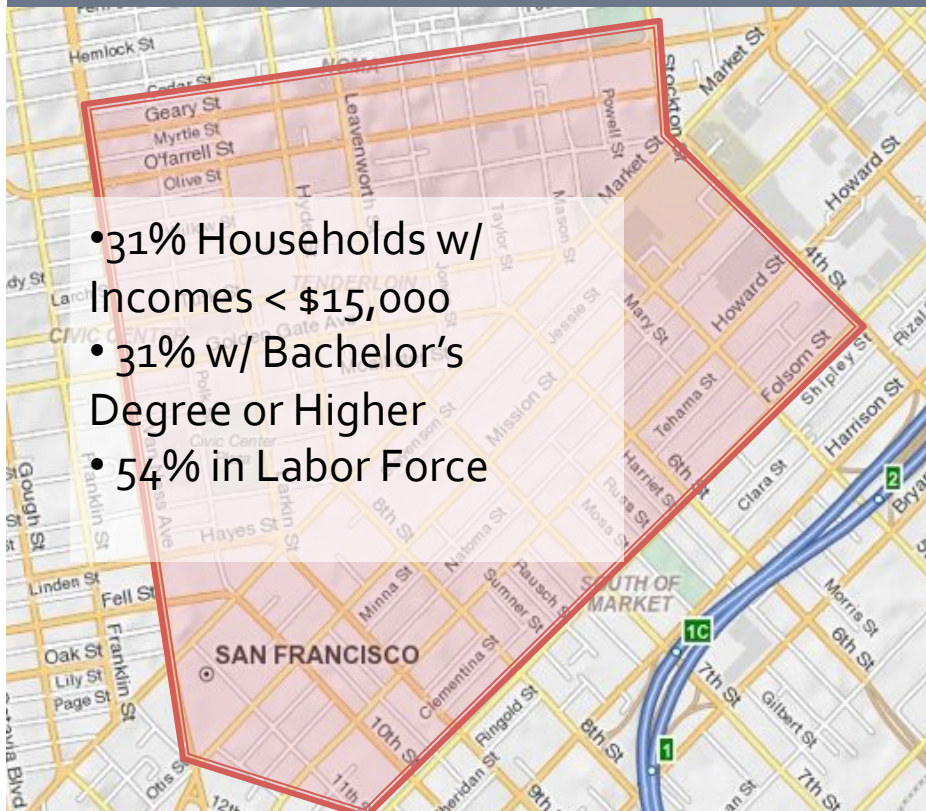 Hemlock St
Cedar St
NOMA
Geary St
Myrtle St
O'farrell St
Olive St
Leavenworth St
Hyde
Powell St
Stockton St
Market St
Market St
Mason St
Taylor St
Howard St
4th St
•31% Households w/
Incomes < $15,000
• 31% w/ Bachelor's
Degree or Higher
• 54% in Labor Force
TENDERLOIN
CIVIC CENTER
Golden Gate Ave
Civic Center
Jessie St
Mary St
Howard St
Folsom St
Shipley St
Rizal
Harrison St
Tehama St
Mission St
6th St
Harriet St
Clara St
2
Russ St
Moss St
8th St
Natoma St
Minna St
Rausch St
Sumner St
SOUTH OF
MARKET
Hayes St
Gough St
Franklin St
Linden St
Fell St
Oak St
Lily St
Page St
Franklin St
SAN FRANCISCO
Clementina St
Morris St
6th St
1C
7th St
Gilbert St
Ringold St
10th St
8th St
1
11th St
Otis St
12th
9th
7th St